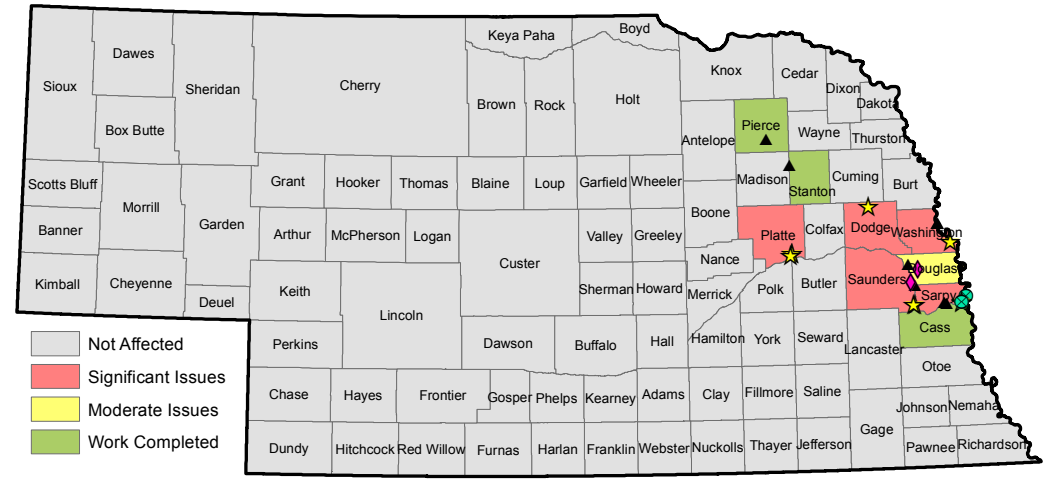 Keya Paha
Boyd
Dawes
Sioux
Sheridan
Cherry
Knox
Cedar
Dixon
Dakota
Brown
Rock
Holt
Box Butte
Pierce
Antelope
Wayne
Thurston
Scotts Bluff
Grant
Hooker
Thomas
Blaine
Loup
Garfield
Wheeler
Madison
Stanton
Cuming
Burt
Morrill
Garden
Boone
Banner
Arthur
McPherson
Logan
Custer
Valley
Greeley
Platte
Colfax
Dodge
Washington
Nance
Douglas
Kimball
Cheyenne
Deuel
Keith
Sherman
Howard
Merrick
Polk
Butler
Saunders
Sarpy
Lincoln
Cass
Not Affected
Perkins
Dawson
Buffalo
Hall
Hamilton
York
Seward
Lancaster
Otoe
Significant Issues
Chase
Hayes
Frontier
Gosper
Phelps
Kearney
Adams
Clay
Fillmore
Saline
Johnson
Nemaha
Moderate Issues
Gage
Work Completed
Dundy
Hitchcock
Red Willow
Furnas
Harlan
Franklin
Webster
Nuckolls
Thayer
Jefferson
Pawnee
Richardson